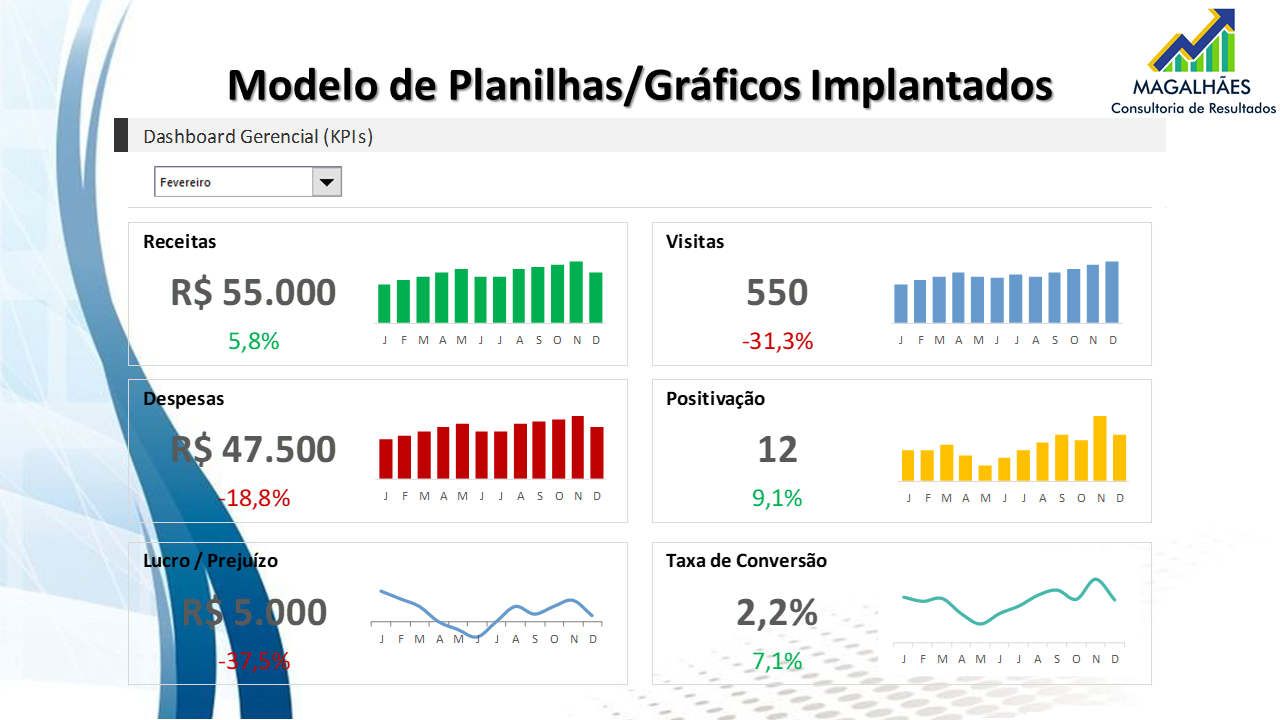 MAGALHÃES
Consultoria de Resultados
Modelo de Planilhas/Gráficos Implantados
Dashboard Gerencial (KPIs)
Fevereiro
Receitas
R$ 55.000
5,8%
J F M A M J J A S O N D
Visitas
550
-31,3%
J F M A M J J A S O N D
Despesas
R$ 47.500
-18,8%
J F M A M J J A S O N D
Positivação
12
9,1%
J F M A M J J A S O N D
Lucro / Prejuízo
R$ 5.000
-37,5%
J F M A M J J A S O N D
Taxa de Conversão
2,2%
7,1%
J F M A M J J A S O N D